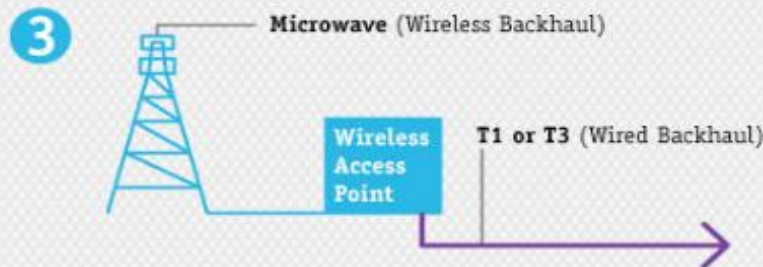 3
Microwave (Wireless Backhaul)
Wireless
Access
Point
T1 or T3 (Wired Backhaul)